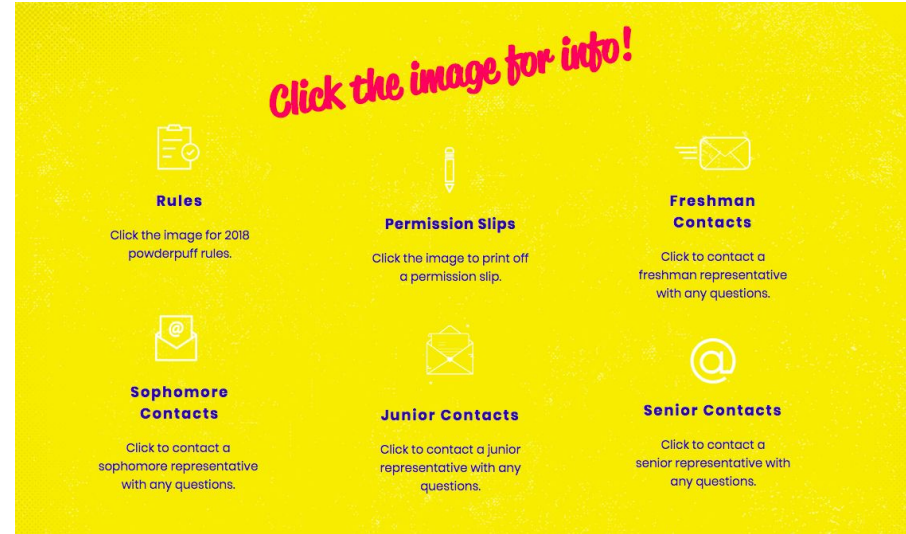 Click the image for info!
Rules
Click the image for 2018
powderpuff rules.
Permission Slips
Click the image to print off
a permission slip.
Freshman
Contacts
Click to contact a
freshman representative
with any questions.
@
Sophomore
Contacts
Click to contact a
sophomore representative
with any questions.
Junior Contacts
Click to contact a junior
representative with any
questions.
@
Senior Contacts
Click to contact a
senior representative with
any questions.